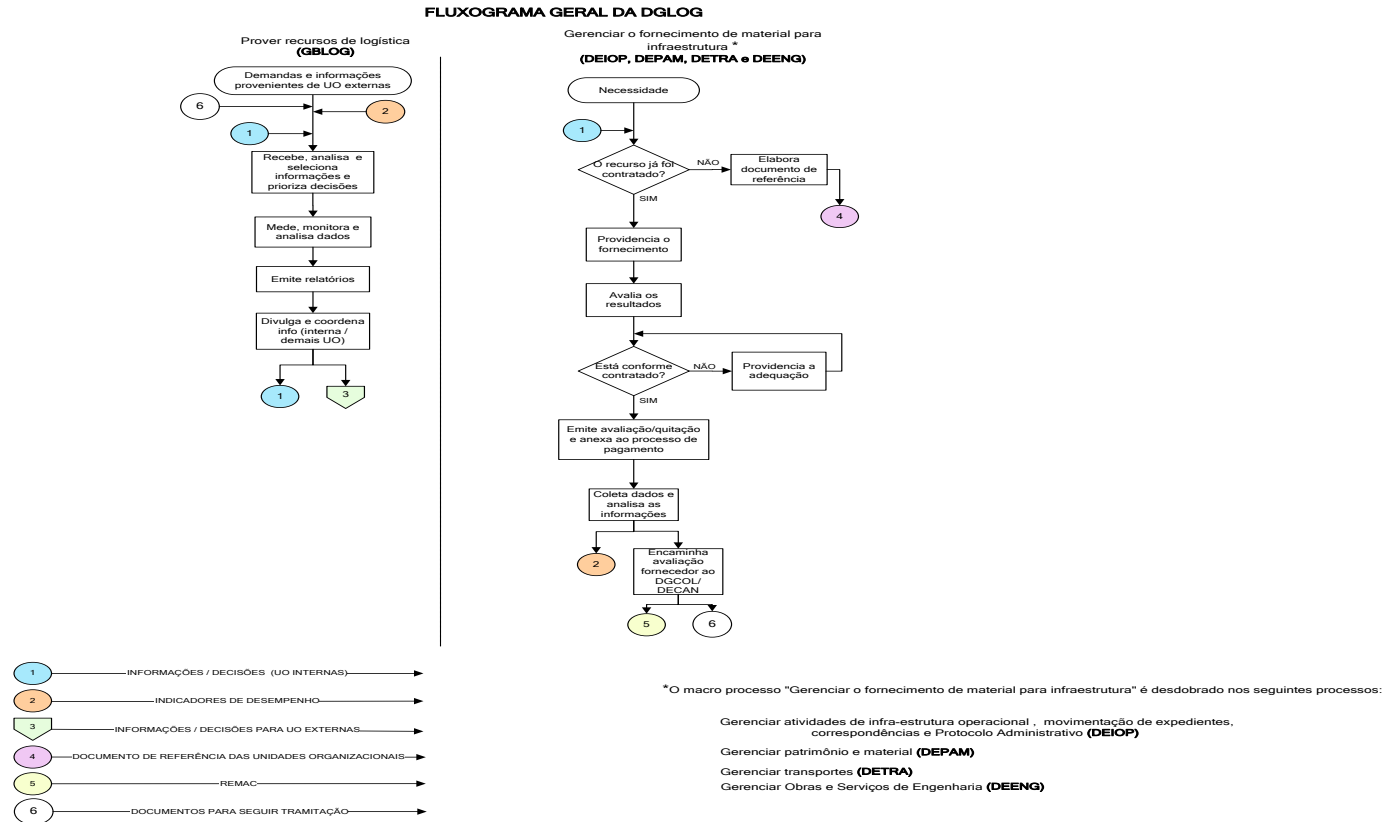 FLUXOGRAMA GERAL DA DGLOG
Prover recursos de logística
(GBLOG)
Demandas e informações
provenientes de UO externas
6
2
1
Recebe, analisa e
seleciona
informações e
prioriza decisões
Mede, monitora e
analisa dados
Emite relatórios
Divulga e coordena
info (interna /
demais UO)
1
3
Gerenciar o fornecimento de material para
infraestrutura *
(DEIOP, DEPAM, DETRA e DEENG)
Necessidade
1
O recurso já foi
contratado?
NÃO
Elabora
documento de
referência
4
SIM
Providencia o
fornecimento
Avalia os
resultados
Está conforme
contratado?
NÃO
Providencia a
adequação
SIM
Emite avaliação/quitação
e anexa ao processo de
pagamento
Coleta dados e
analisa as
informações
2
Encaminha
avaliação
fornecedor ao
DGCOL/
DECAN
5
6
1 INFORMAÇÕES / DECISÕES (UO INTERNAS)
2 INDICADORES DE DESEMPENHO
3 INFORMAÇÕES / DECISÕES PARA UO EXTERNAS
4 DOCUMENTO DE REFERÊNCIA DAS UNIDADES ORGANIZACIONAIS
5 REMAC
6 DOCUMENTOS PARA SEGUIR TRAMITAÇÃO
*O macro processo "Gerenciar o fornecimento de material para infraestrutura" é desdobrado nos seguintes processos:
Gerenciar atividades de infra-estrutura operacional , movimentação de expedientes,
correspondências e Protocolo Administrativo (DEIOP)
Gerenciar patrimônio e material (DEPAM)
Gerenciar transportes (DETRA)
Gerenciar Obras e Serviços de Engenharia (DEENG)